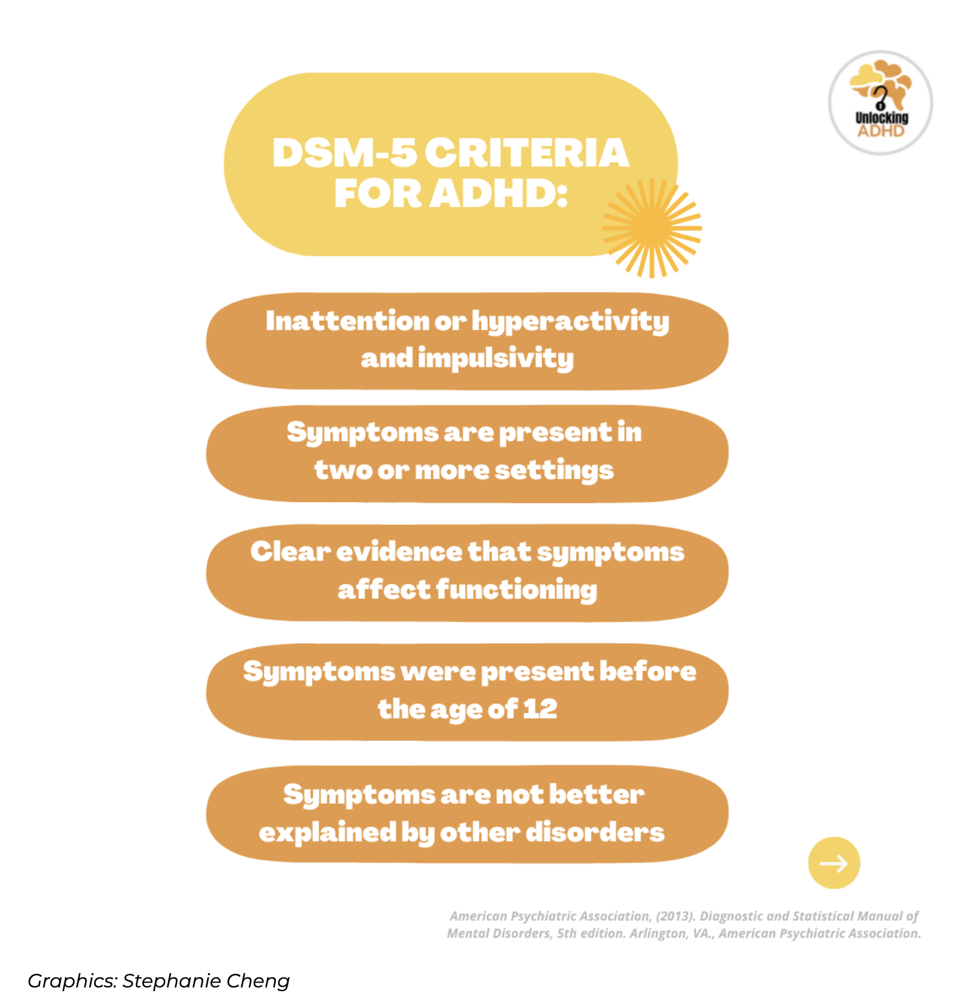 Unlocking
ADHD
DSM-5 CRITERIA
FOR ADHD:
Inattention or hyperactivity
and impulsivity
Symptoms are present in
two or more settings
Clear evidence that symptoms
affect functioning
Symptoms were present before
the age of 12
Symptoms are not better
explained by other disorders
American Psychiatric Association, (2013). Diagnostic and Statistical Manual of
Mental Disorders, 5th edition. Arlington, VA., American Psychiatric Association.
Graphics: Stephanie Cheng